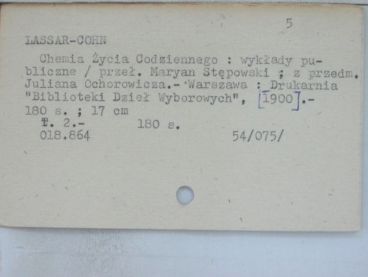 5
LASSAR-COHN
Chemia Życia Codziennego : wykłady pu-
bliczne / przeł. Maryan Stępowski ; z przedm.
Juliana Ochorowicza.- Warszawa : Drukarnia
"Biblioteki Dzieł Wyborowych", [1900].-
180 s. ; 17 cm
T. 2.- 180 s.
018.864 54/075/